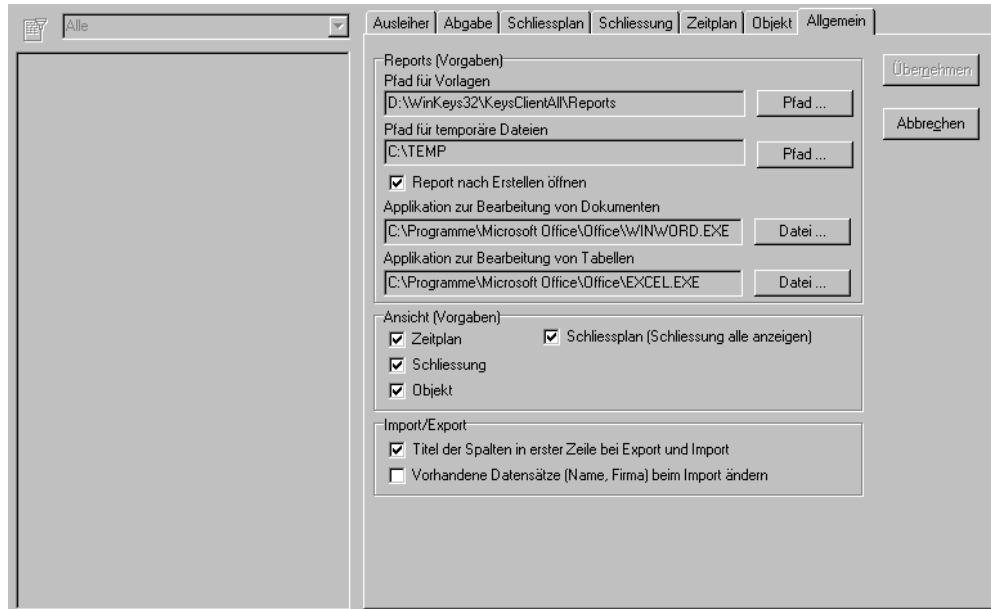 Alle
Ausleiher Abgabe Schliessplan Schliessung Zeitplan Objekt Allgemein
Reports (Vorgaben)
Pfad für Vorlagen
D:\WinKeys32\KeysClientAll\Reports Pfad ...
Pfad für temporäre Dateien
C:\TEMP Pfad ...
Report nach Erstellen öffnen
Applikation zur Bearbeitung von Dokumenten
C:\Programme\Microsoft Office\Office\WINWORD.EXE Datei ...
Applikation zur Bearbeitung von Tabellen
C:\Programme\Microsoft Office\Office\EXCEL.EXE Datei ...
Ansicht (Vorgaben)
Zeitplan Schliessplan (Schliessung alle anzeigen)
Schliessung
Objekt
Import/Export
Titel der Spalten in erster Zeile bei Export und Import
Vorhandene Datensätze (Name, Firma) beim Import ändern
Übernehmen
Abbrechen